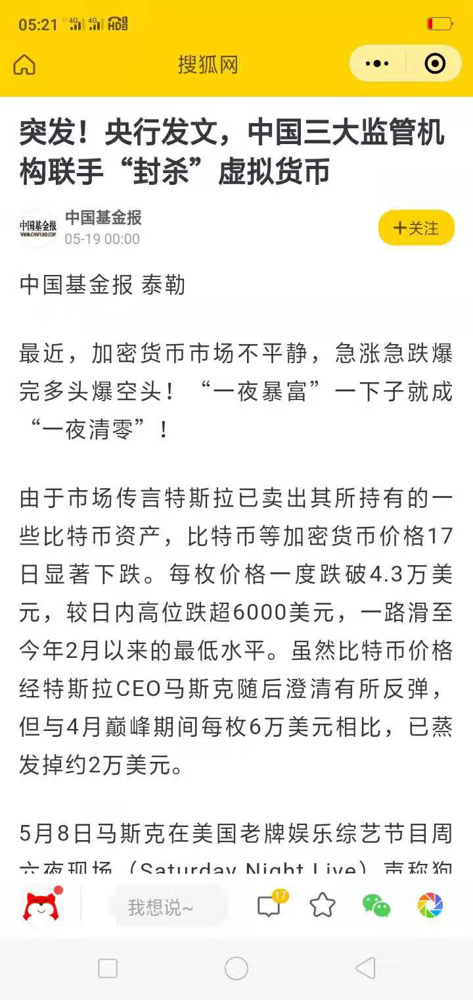 05:21 4G 4G HD 1 2
搜狐网
突发！央行发文，中国三大监管机
构联手“封杀”虚拟货币
中国基金报
WWW.CHNFUND.COM
中国基金报
05-19 00:00
+关注
中国基金报 泰勒
最近，加密货币市场不平静，急涨急跌爆
完多头爆空头！“一夜暴富”一下子就成
“一夜清零”！
由于市场传言特斯拉已卖出其所持有的一
些比特币资产，比特币等加密货币价格17
日显著下跌。每枚价格一度跌破4.3万美
元，较日内高位跌超6000美元，一路滑至
今年2月以来的最低水平。虽然比特币价格
经特斯拉CEO马斯克随后澄清有所反弹，
但与4月巅峰期间每枚6万美元相比，已蒸
发掉约2万美元。
5月8日马斯克在美国老牌娱乐综艺节目周
六夜现场（Saturday Night Live）声称狗
我想说~
17